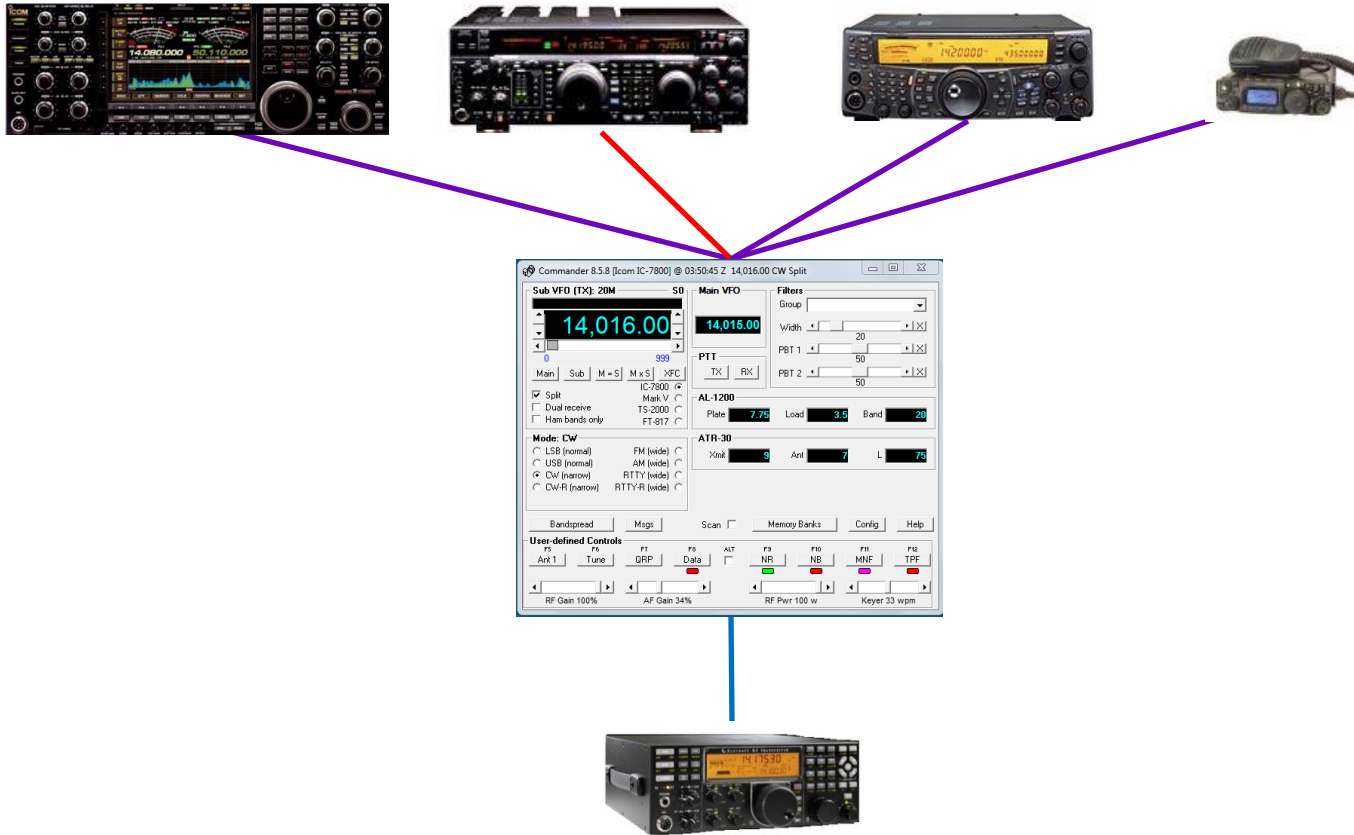 ICOM
14.080.000 50.110.000
14.200.00
ELECRAFT K3 TRANSCEIVER
Commander 8.5.8 [Icom IC-7800] @ 03:50:45 Z 14,016.00 CW Split
Sub VFO (TX): 20M S0
14,016.00
0 999
Main Sub M = S M x S XFC
IC-7800
Split Mark V
Dual receive TS-2000
Ham bands only FT-817
Main VFO
14,015.00
PTT
TX RX
Filters
Group
Width X
20
PBT 1 X
50
PBT 2 X
50
AL-1200
Plate 7.75 Load 3.5 Band 20
Mode: CW
LSB (normal) FM (wide)
USB (normal) AM (wide)
CW (narrow) RTTY (wide)
CW-R (narrow) RTTY-R (wide)
ATR-30
Xmit 9 Ant 7 L 75
Bandspread Msgs Scan Memory Banks Config Help
User-defined Controls
F5 F6 F7 F8 ALT F9 F10 F11 F12
Ant 1 Tune QRP Data NR NB MNF TPF
RF Gain 100% AF Gain 34% RF Pwr 100 w Keyer 33 wpm